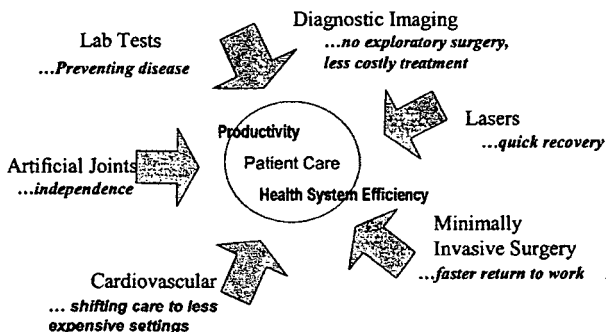 Diagnostic Imaging
...no exploratory surgery,
less costly treatment
Lab Tests
...Preventing disease
Lasers
...quick recovery
Productivity
Patient Care
Health System Efficiency
Artificial Joints
...independence
Minimally
Invasive Surgery
...faster return to work
Cardiovascular
... shifting care to less
expensive settings